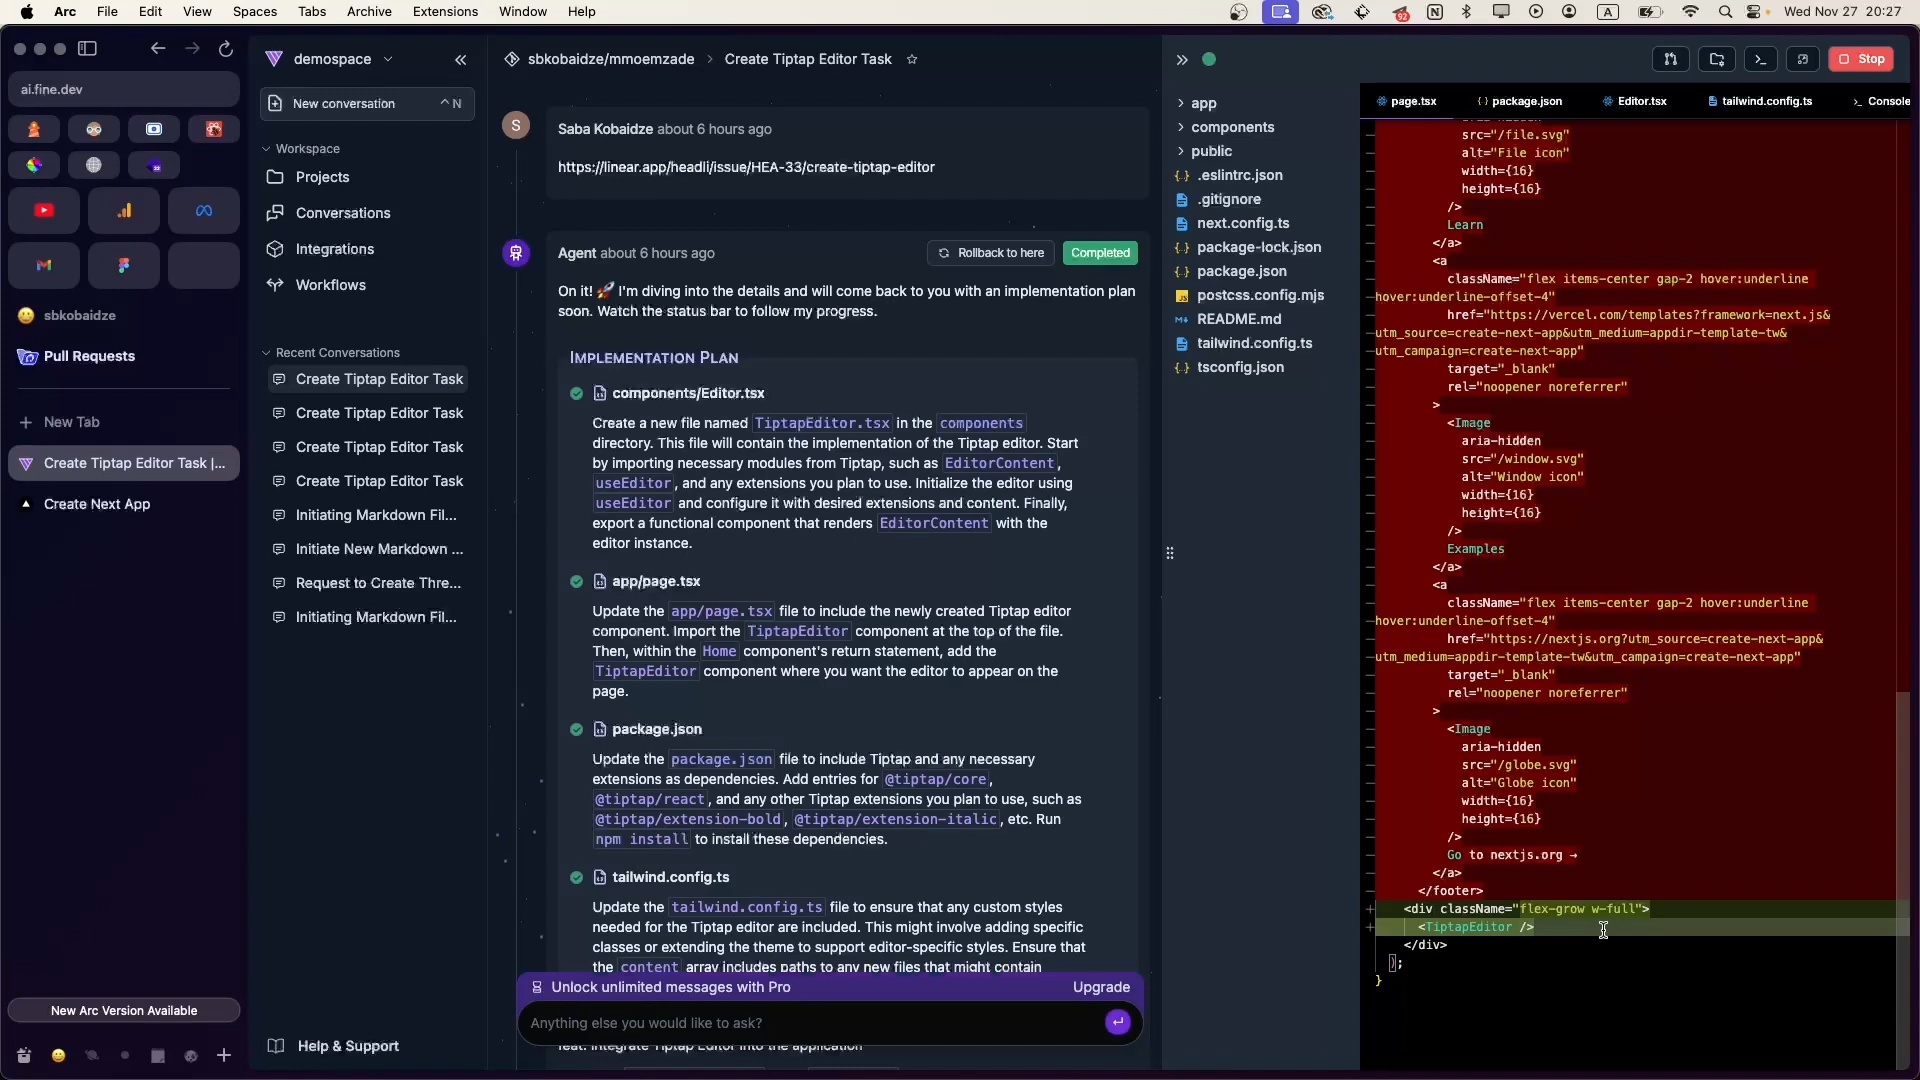 Arc File Edit View Spaces Tabs Archive Extensions Window Help
92
A
Wed Nov 27 20:27
ai.fine.dev
sbkobaidze
Pull Requests
New Tab
Create Tiptap Editor Task |...
Create Next App
New Arc Version Available
demospace
New conversation ^ N
Workspace
Projects
Conversations
Integrations
Workflows
Recent Conversations
Create Tiptap Editor Task
Create Tiptap Editor Task
Create Tiptap Editor Task
Create Tiptap Editor Task
Initiating Markdown Fil...
Initiate New Markdown ...
Request to Create Thre...
Initiating Markdown Fil...
Help & Support
sbkobaidze/mmoemzade > Create Tiptap Editor Task
S
Saba Kobaidze about 6 hours ago
https://linear.app/headli/issue/HEA-33/create-tiptap-editor
Agent about 6 hours ago
Rollback to here
Completed
On it! 🚀 I'm diving into the details and will come back to you with an implementation plan
soon. Watch the status bar to follow my progress.
IMPLEMENTATION PLAN
components/Editor.tsx
Create a new file named TiptapEditor.tsx in the components
directory. This file will contain the implementation of the Tiptap editor. Start
by importing necessary modules from Tiptap, such as EditorContent,
useEditor, and any extensions you plan to use. Initialize the editor using
useEditor and configure it with desired extensions and content. Finally,
export a functional component that renders EditorContent with the
editor instance.
app/page.tsx
Update the app/page.tsx file to include the newly created Tiptap editor
component. Import the TiptapEditor component at the top of the file.
Then, within the Home component's return statement, add the
TiptapEditor component where you want the editor to appear on the
page.
package.json
Update the package.json file to include Tiptap and any necessary
extensions as dependencies. Add entries for @tiptap/core,
@tiptap/react, and any other Tiptap extensions you plan to use, such as
@tiptap/extension-bold, @tiptap/extension-italic, etc. Run
npm install to install these dependencies.
tailwind.config.ts
Update the tailwind.config.ts file to ensure that any custom styles
needed for the Tiptap editor are included. This might involve adding specific
classes or extending the theme to support editor-specific styles. Ensure that
the content array includes paths to any new files that might contain
Unlock unlimited messages with Pro
Upgrade
Anything else you would like to ask?
feat: Integrate Tiptap Editor into the application
Stop
app
components
public
.eslintrc.json
.gitignore
next.config.ts
package-lock.json
package.json
postcss.config.mjs
README.md
tailwind.config.ts
tsconfig.json
page.tsx package.json Editor.tsx tailwind.config.ts Console
aria-hidden
src="/file.svg"
alt="File icon"
width={16}
height={16}
/>
Learn
</a>
<a
className="flex items-center gap-2 hover:underline
hover:underline-offset-4"
href="https://vercel.com/templates?framework=next.js&
utm_source=create-next-app&utm_medium=appdir-template-tw&
utm_campaign=create-next-app"
target="_blank"
rel="noopener noreferrer"
>
<Image
aria-hidden
src="/window.svg"
alt="Window icon"
width={16}
height={16}
/>
Examples
</a>
<a
className="flex items-center gap-2 hover:underline
hover:underline-offset-4"
href="https://nextjs.org?utm_source=create-next-app&
utm_medium=appdir-template-tw&utm_campaign=create-next-app"
target="_blank"
rel="noopener noreferrer"
>
<Image
aria-hidden
src="/globe.svg"
alt="Globe icon"
width={16}
height={16}
/>
Go to nextjs.org →
</a>
</footer>
<div className="flex-grow w-full">
<TiptapEditor />
</div>
);
}